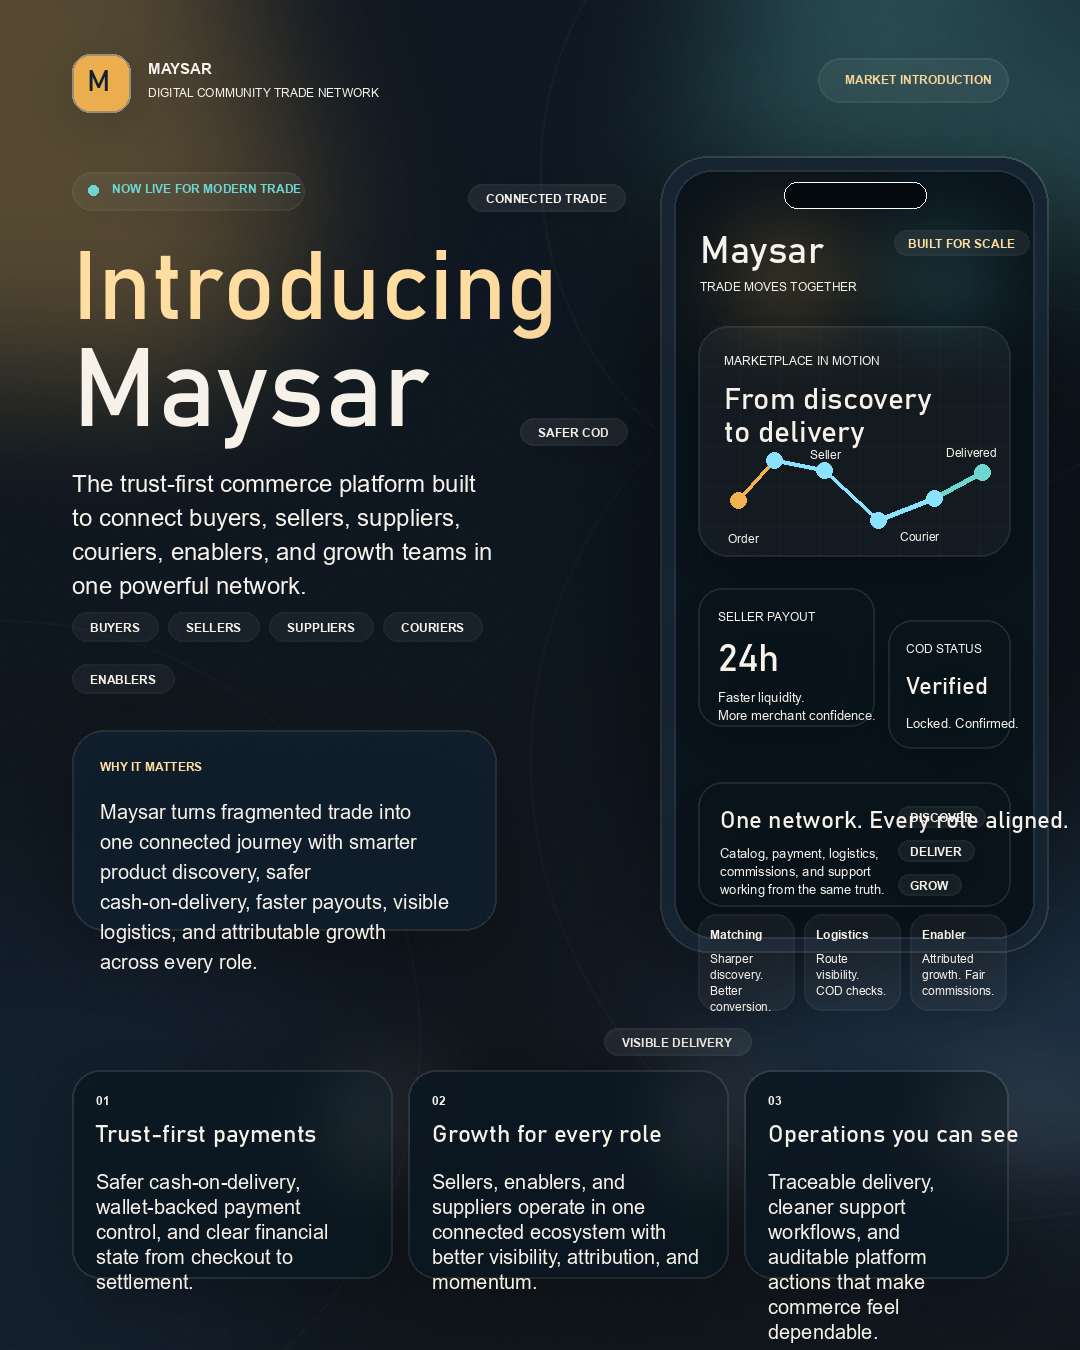 M
MAYSAR
DIGITAL COMMUNITY TRADE NETWORK
MARKET INTRODUCTION
NOW LIVE FOR MODERN TRADE
CONNECTED TRADE
Introducing
Maysar
SAFER COD
The trust-first commerce platform built
to connect buyers, sellers, suppliers,
couriers, enablers, and growth teams in
one powerful network.
BUYERS
SELLERS
SUPPLIERS
COURIERS
ENABLERS
WHY IT MATTERS
Maysar turns fragmented trade into
one connected journey with smarter
product discovery, safer
cash-on-delivery, faster payouts, visible
logistics, and attributable growth
across every role.
Maysar
BUILT FOR SCALE
TRADE MOVES TOGETHER
MARKETPLACE IN MOTION
From discovery
to delivery
Seller
Delivered
Order
Courier
SELLER PAYOUT
24h
Faster liquidity.
More merchant confidence.
COD STATUS
Verified
Locked. Confirmed.
One network. Every role aligned.
Catalog, payment, logistics,
commissions, and support
working from the same truth.
DISCOVER
DELIVER
GROW
Matching
Sharper
discovery.
Better
conversion.
Logistics
Route
visibility.
COD checks.
Enabler
Attributed
growth. Fair
commissions.
VISIBLE DELIVERY
01
Trust-first payments
Safer cash-on-delivery,
wallet-backed payment
control, and clear financial
state from checkout to
settlement.
02
Growth for every role
Sellers, enablers, and
suppliers operate in one
connected ecosystem with
better visibility, attribution, and
momentum.
03
Operations you can see
Traceable delivery,
cleaner support
workflows, and
auditable platform
actions that make
commerce feel
dependable.